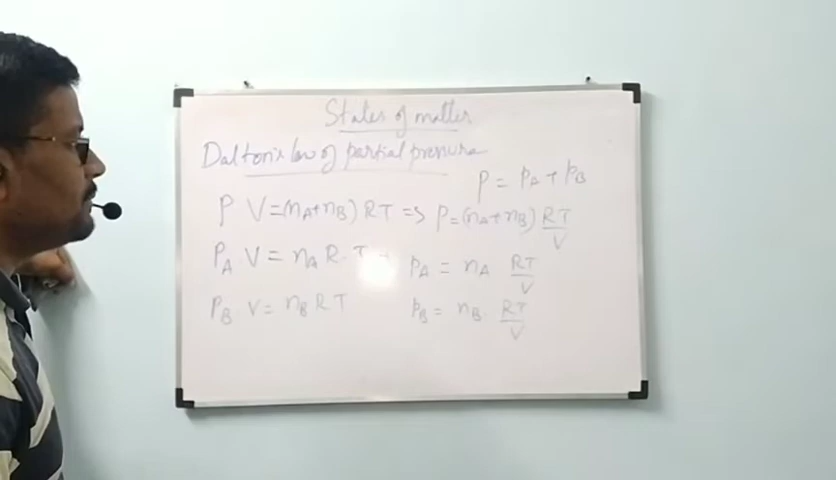 States of matter
Dalton's law of partial pressure
P = PA + PB
P V = (nA + nB) RT => P = (nA + nB) RT/V
PA V = nA R T
PA = nA RT/V
PB V = nB RT
PB = nB RT/V